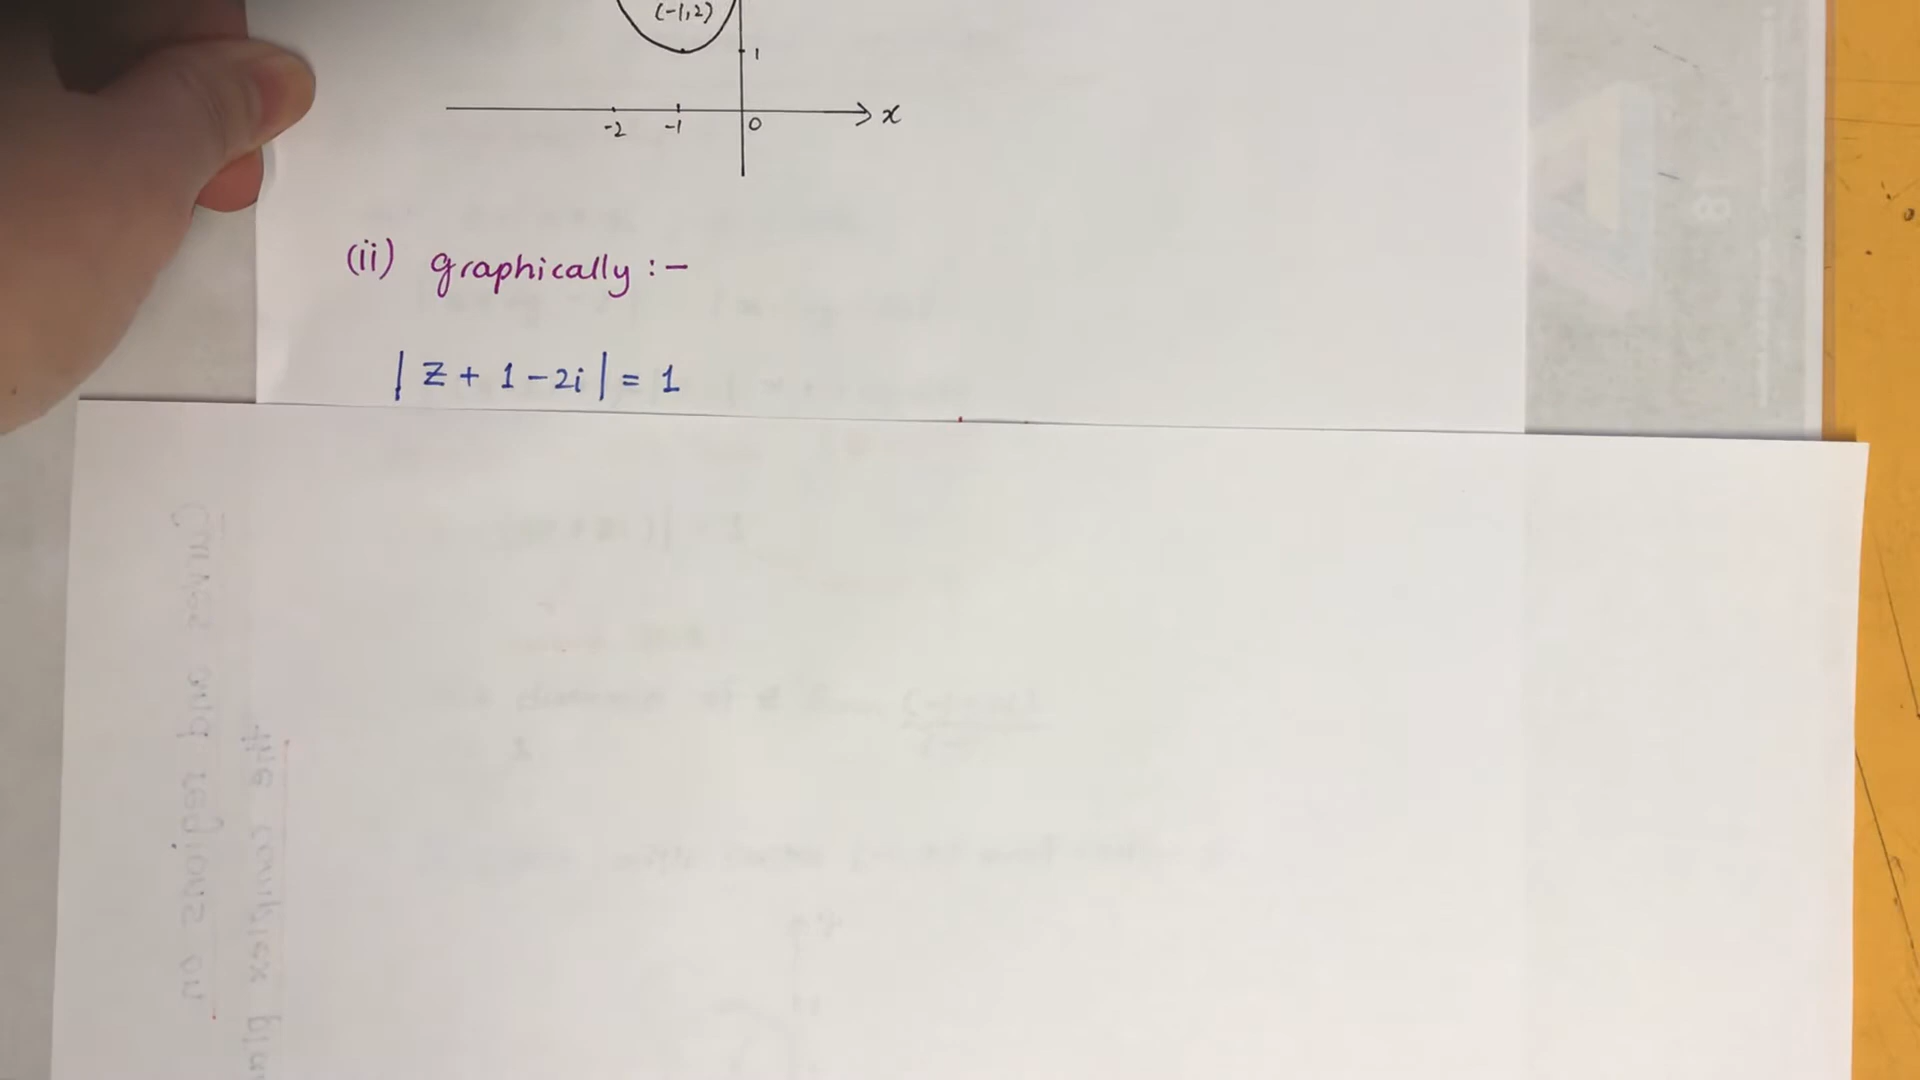 (-1,2)
1
-2 -1 0 x
(ii) graphically :-
| z + 1 - 2i | = 1